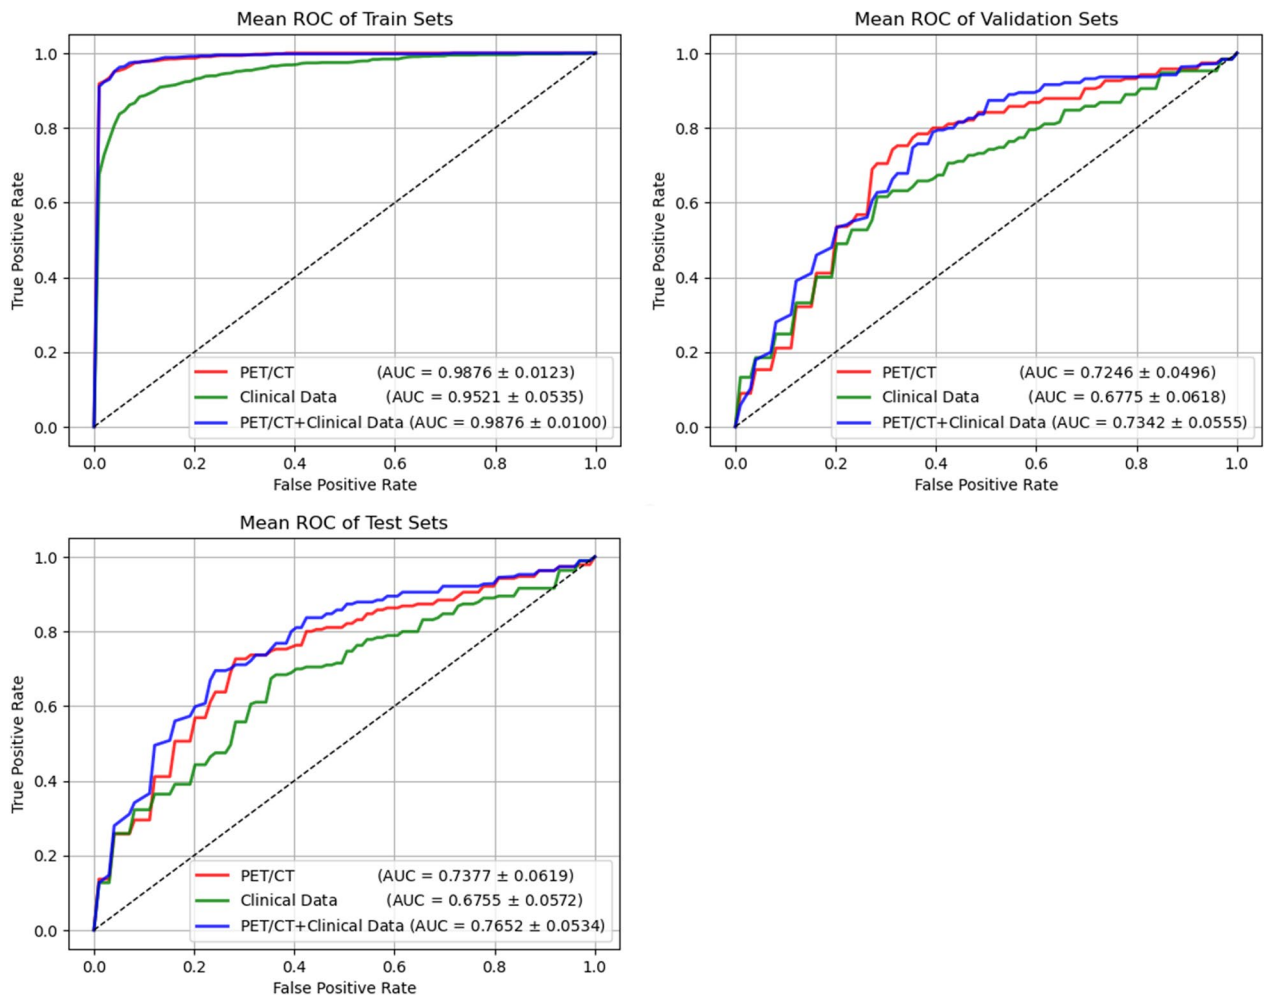 Mean ROC of Train Sets
True Positive Rate
1.0
0.8
0.6
0.4
0.2
0.0
PET/CT (AUC = 0.9876 ± 0.0123)
Clinical Data (AUC = 0.9521 ± 0.0535)
PET/CT+Clinical Data (AUC = 0.9876 ± 0.0100)
0.0 0.2 0.4 0.6 0.8 1.0
False Positive Rate
Mean ROC of Validation Sets
True Positive Rate
1.0
0.8
0.6
0.4
0.2
0.0
PET/CT (AUC = 0.7246 ± 0.0496)
Clinical Data (AUC = 0.6775 ± 0.0618)
PET/CT+Clinical Data (AUC = 0.7342 ± 0.0555)
0.0 0.2 0.4 0.6 0.8 1.0
False Positive Rate
Mean ROC of Test Sets
True Positive Rate
1.0
0.8
0.6
0.4
0.2
0.0
PET/CT (AUC = 0.7377 ± 0.0619)
Clinical Data (AUC = 0.6755 ± 0.0572)
PET/CT+Clinical Data (AUC = 0.7652 ± 0.0534)
0.0 0.2 0.4 0.6 0.8 1.0
False Positive Rate